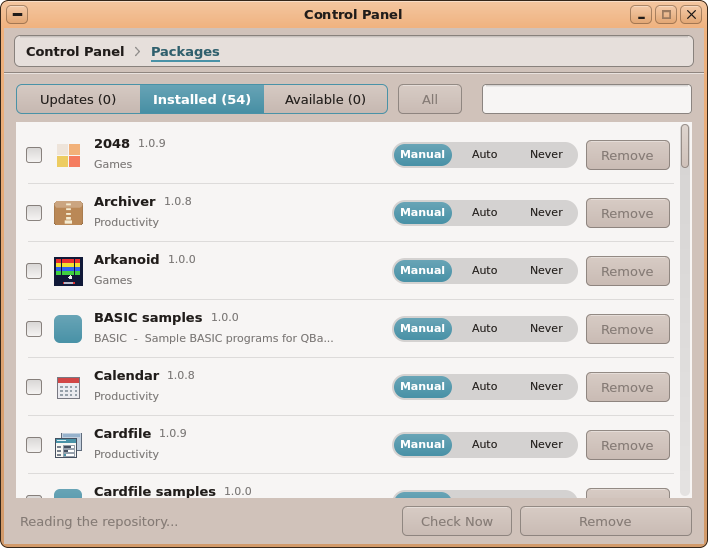 Control Panel
Control Panel > Packages
Updates (0) Installed (54) Available (0) All
2048 1.0.9
Games
Manual Auto Never Remove
Archiver 1.0.8
Productivity
Manual Auto Never Remove
Arkanoid 1.0.0
Games
Manual Auto Never Remove
BASIC samples 1.0.0
BASIC - Sample BASIC programs for QBa...
Manual Auto Never Remove
Calendar 1.0.8
Productivity
Manual Auto Never Remove
Cardfile 1.0.9
Productivity
Manual Auto Never Remove
Cardfile samples 1.0.0
Reading the repository... Check Now Remove